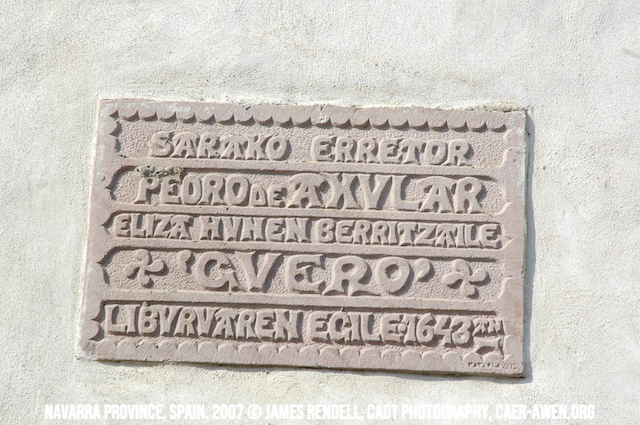 SARAKO ERRETOR
PEDRO DE AXVLAR
ELIZA HVNEN BERRITZAILE
'GVERO'
LIBVRVAREN EGILE·1643 AN
NAVARRA PROVINCE, SPAIN, 2007 © JAMES RENDELL, CADT PHOTOGRAPHY, CAER-AWEN.ORG